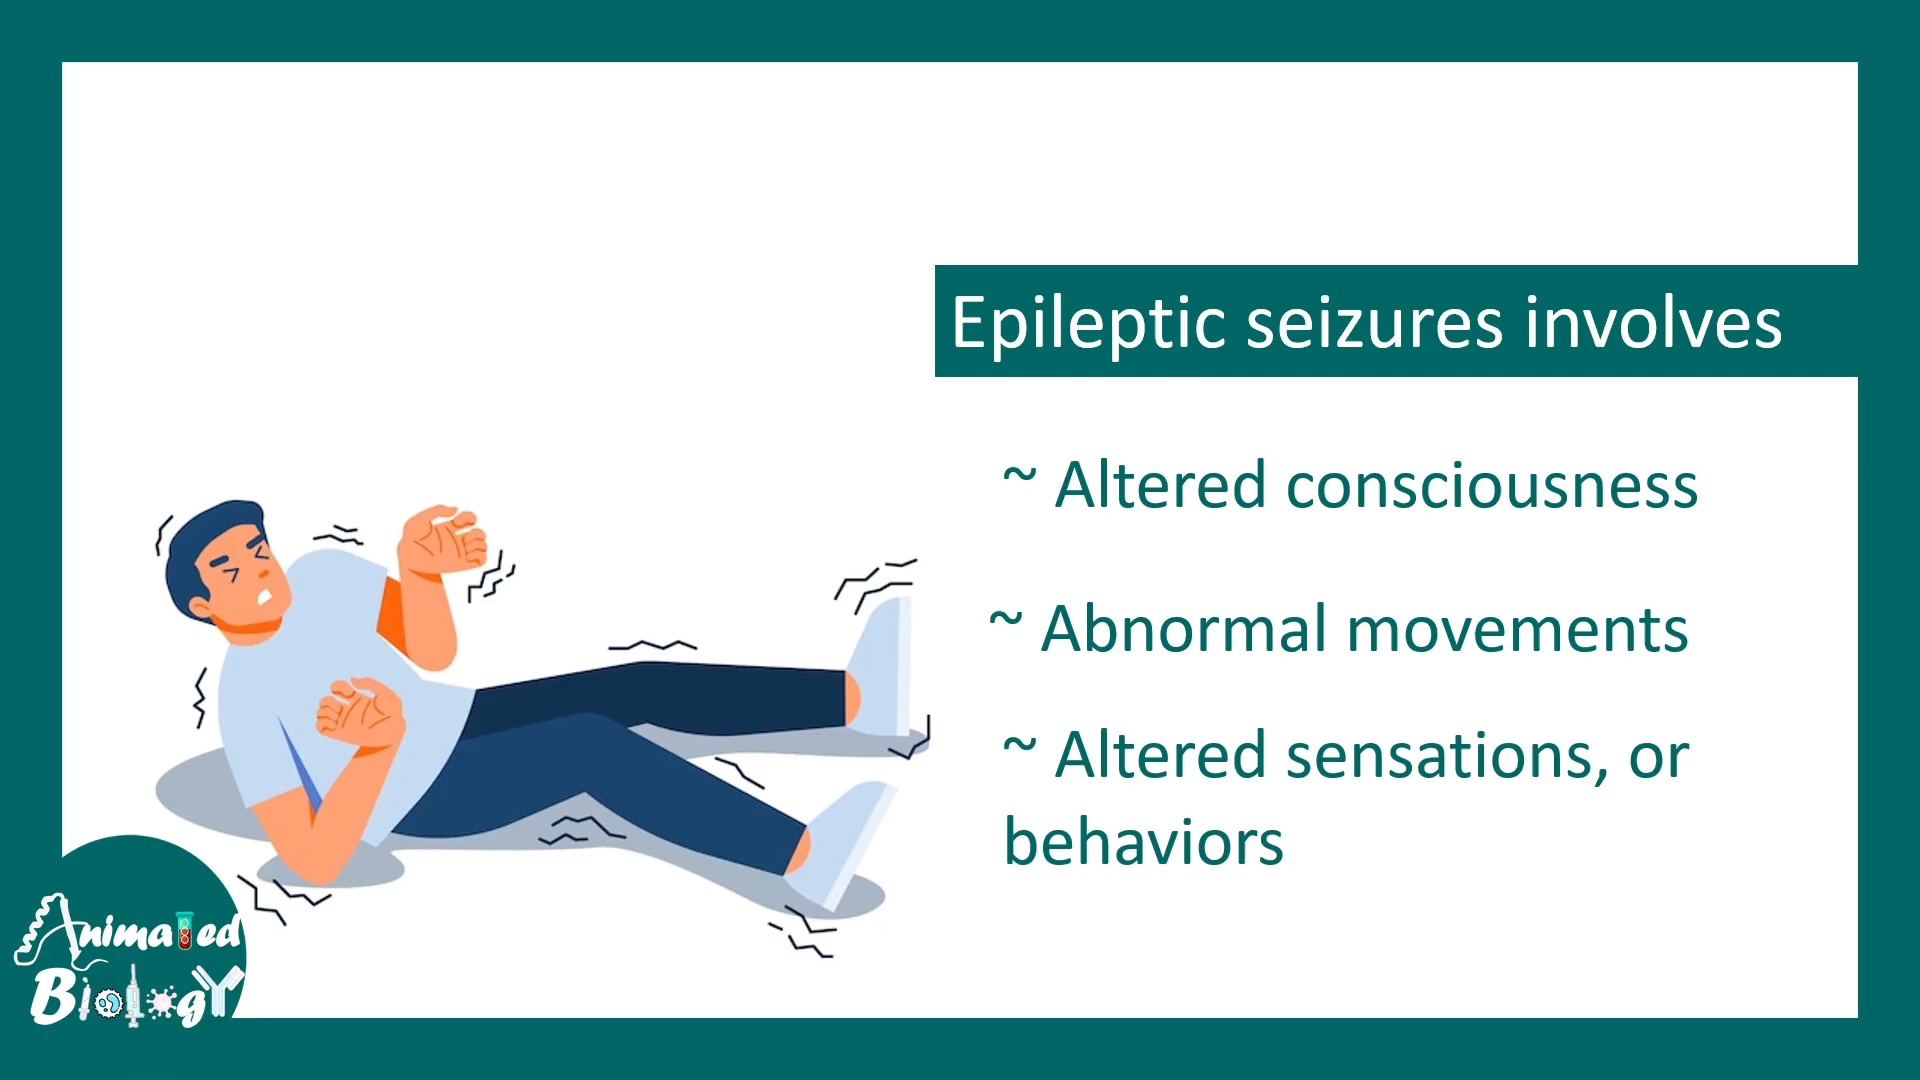 Epileptic seizures involves
~ Altered consciousness
~ Abnormal movements
~ Altered sensations, or
behaviors
Animated
Biology